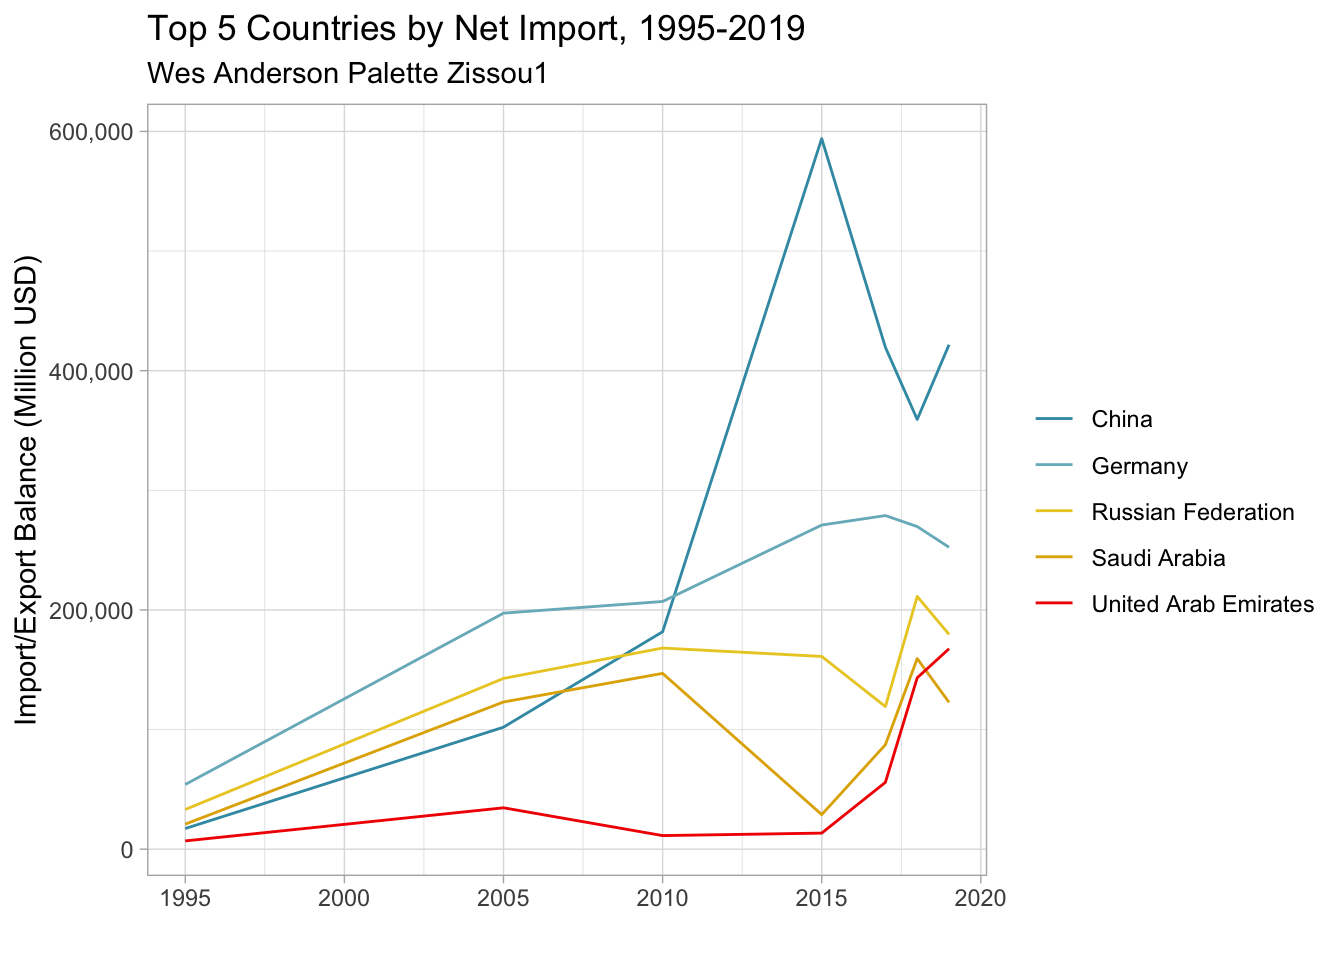 Top 5 Countries by Net Import, 1995-2019
Wes Anderson Palette Zissou1
Import/Export Balance (Million USD)
600,000
400,000
200,000
0
1995 2000 2005 2010 2015 2020
China
Germany
Russian Federation
Saudi Arabia
United Arab Emirates